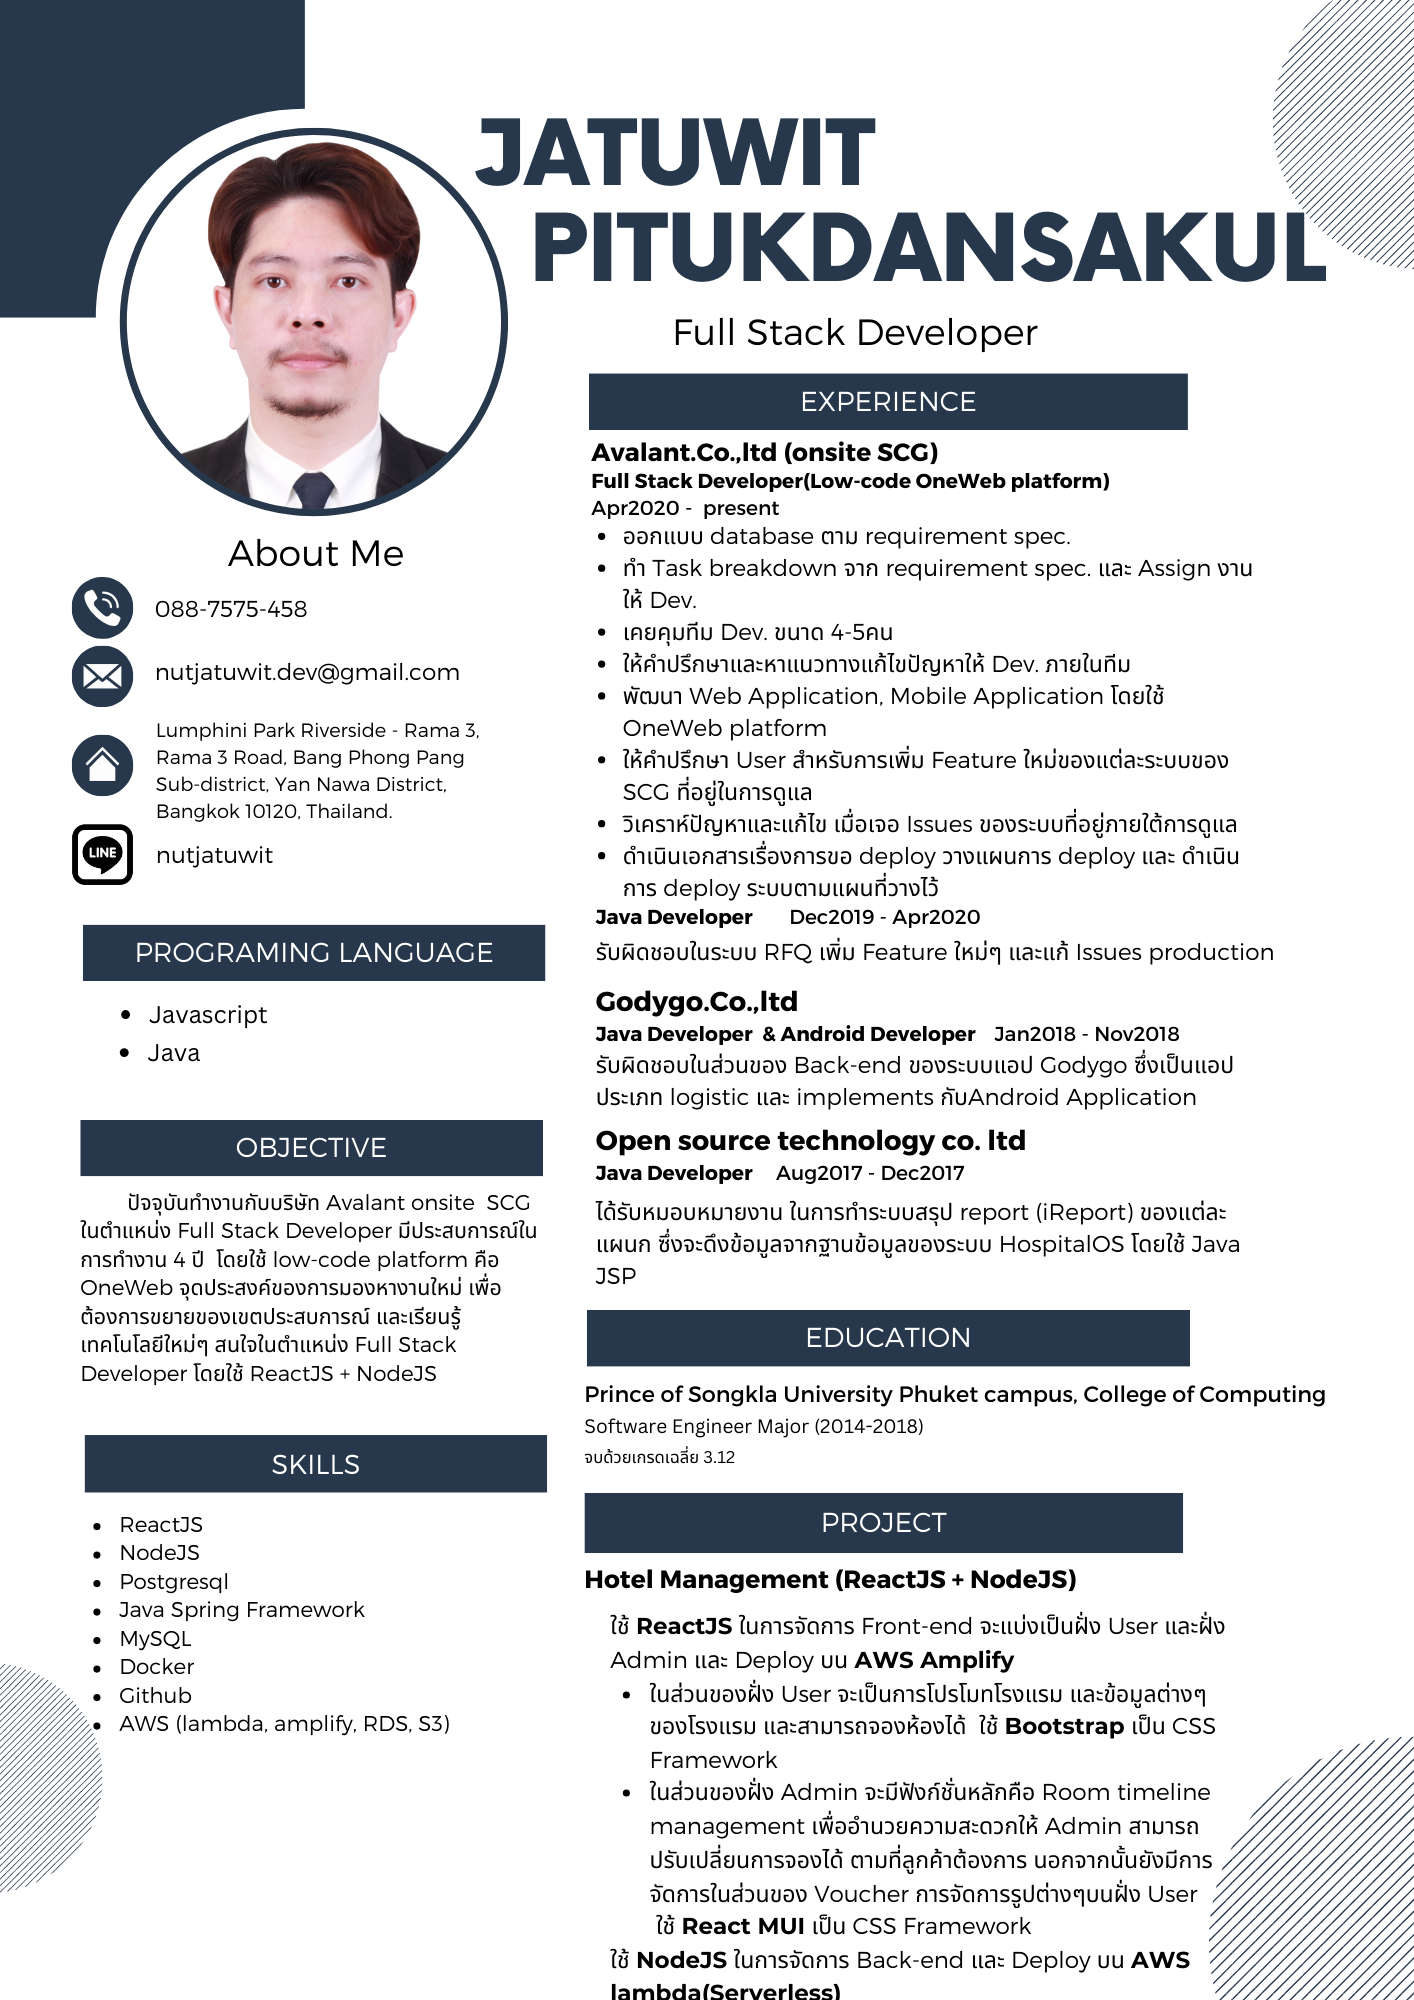 JATUWIT
PITUKDANSAKUL
Full Stack Developer
About Me
088-7575-458
nutjatuwit.dev@gmail.com
Lumphini Park Riverside - Rama 3,
Rama 3 Road, Bang Phong Pang
Sub-district, Yan Nawa District,
Bangkok 10120, Thailand.
LINE
nutjatuwit
PROGRAMING LANGUAGE
• Javascript
• Java
OBJECTIVE
ปัจจุบันทำงานกับบริษัท Avalant onsite  SCG
ในตำแหน่ง Full Stack Developer มีประสบการณ์ใน
การทำงาน 4 ปี  โดยใช้ low-code platform คือ
OneWeb จุดประสงค์ของการมองหางานใหม่ เพื่อ
ต้องการขยายของเขตประสบการณ์ และเรียนรู้
เทคโนโลยีใหม่ๆ สนใจในตำแหน่ง Full Stack
Developer โดยใช้ ReactJS + NodeJS
SKILLS
• ReactJS
• NodeJS
• Postgresql
• Java Spring Framework
• MySQL
• Docker
• Github
• AWS (lambda, amplify, RDS, S3)
EXPERIENCE
Avalant.Co.,ltd (onsite SCG)
Full Stack Developer(Low-code OneWeb platform)
Apr2020 -  present
• ออกแบบ database ตาม requirement spec.
• ทำ Task breakdown จาก requirement spec. และ Assign งาน
ให้ Dev.
• เคยคุมทีม Dev. ขนาด 4-5คน
• ให้คำปรึกษาและหาแนวทางแก้ไขปัญหาให้ Dev. ภายในทีม
• พัฒนา Web Application, Mobile Application โดยใช้
OneWeb platform
• ให้คำปรึกษา User สำหรับการเพิ่ม Feature ใหม่ของแต่ละระบบของ
SCG ที่อยู่ในการดูแล
• วิเคราห์ปัญหาและแก้ไข เมื่อเจอ Issues ของระบบที่อยู่ภายใต้การดูแล
• ดำเนินเอกสารเรื่องการขอ deploy วางแผนการ deploy และ ดำเนิน
การ deploy ระบบตามแผนที่วางไว้
Java Developer    Dec2019 - Apr2020
รับผิดชอบในระบบ RFQ เพิ่ม Feature ใหม่ๆ และแก้ Issues production
Godygo.Co.,ltd
Java Developer  & Android Developer   Jan2018 - Nov2018
รับผิดชอบในส่วนของ Back-end ของระบบแอป Godygo ซึ่งเป็นแอป
ประเภท logistic และ implements กับAndroid Application
Open source technology co. ltd
Java Developer   Aug2017 - Dec2017
ได้รับหมอบหมายงาน ในการทำระบบสรุป report (iReport) ของแต่ละ
แผนก ซึ่งจะดึงข้อมูลจากฐานข้อมูลของระบบ HospitalOS โดยใช้ Java
JSP
EDUCATION
Prince of Songkla University Phuket campus, College of Computing
Software Engineer Major (2014-2018)
จบด้วยเกรดเฉลี่ย 3.12
PROJECT
Hotel Management (ReactJS + NodeJS)
ใช้ ReactJS ในการจัดการ Front-end จะแบ่งเป็นฝั่ง User และฝั่ง
Admin และ Deploy บน AWS Amplify
• ในส่วนของฝั่ง User จะเป็นการโปรโมทโรงแรม และข้อมูลต่างๆ
ของโรงแรม และสามารถจองห้องได้  ใช้ Bootstrap เป็น CSS
Framework
• ในส่วนของฝั่ง Admin จะมีฟังก์ชั่นหลักคือ Room timeline
management เพื่ออำนวยความสะดวกให้ Admin สามารถ
ปรับเปลี่ยนการจองได้ ตามที่ลูกค้าต้องการ นอกจากนั้นยังมีการ
จัดการในส่วนของ Voucher การจัดการรูปต่างๆบนฝั่ง User
ใช้ React MUI เป็น CSS Framework
ใช้ NodeJS ในการจัดการ Back-end และ Deploy บน AWS
lambda(Serverless)